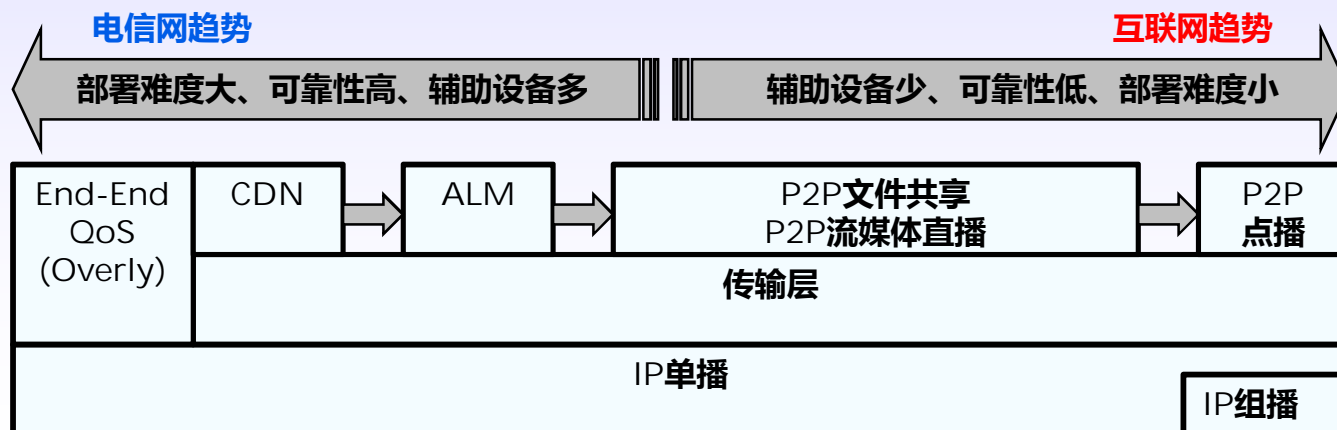 电信网趋势
互联网趋势
部署难度大、可靠性高、辅助设备多
辅助设备少、可靠性低、部署难度小
End-End
QoS
(Overly)
CDN
ALM
P2P文件共享
P2P流媒体直播
P2P
点播
传输层
IP单播
IP组播